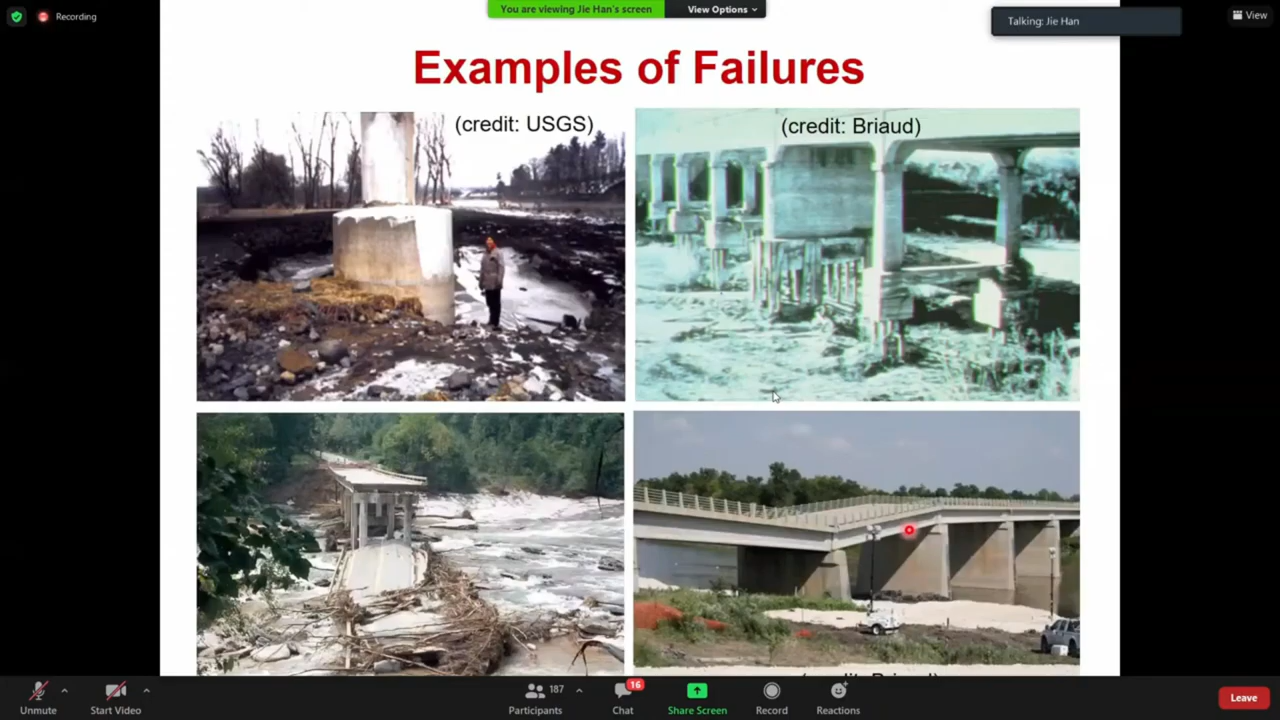 Recording
You are viewing Jie Han's screen
View Options
Talking: Jie Han
View
Examples of Failures
(credit: USGS)
(credit: Briaud)
Unmute
Start Video
187
Participants
16
Chat
Share Screen
Record
Reactions
Leave